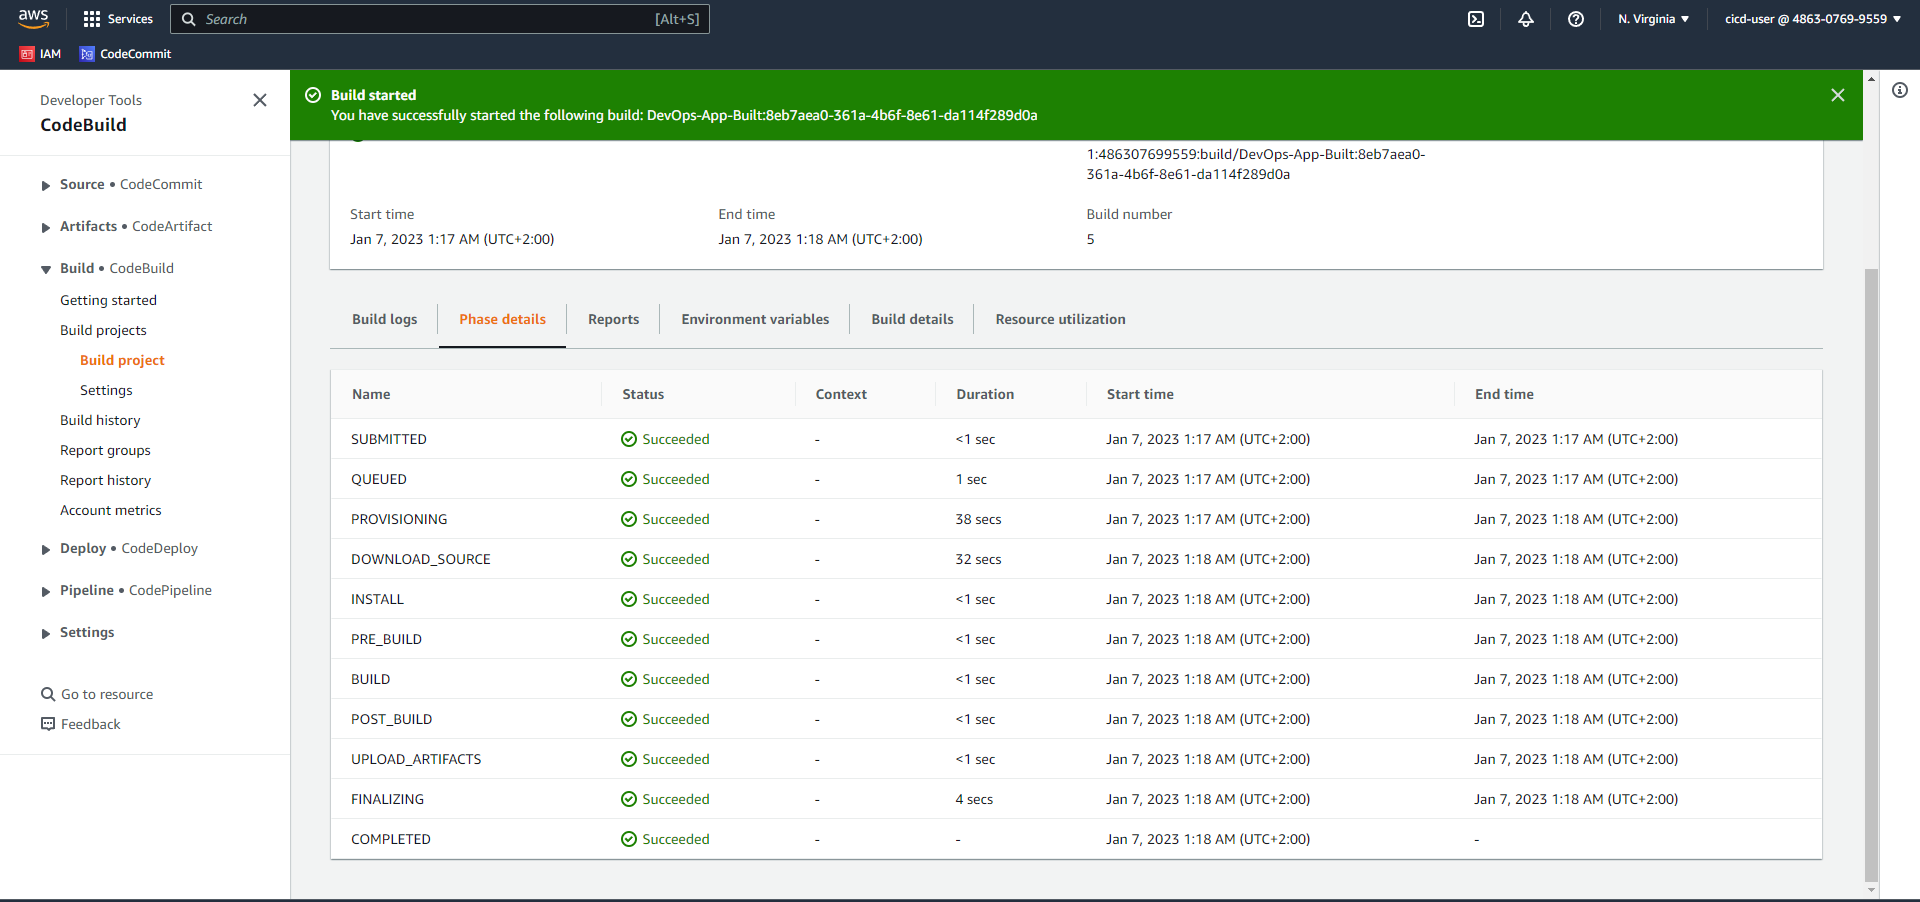 aws
Services
Search
[Alt+S]
N. Virginia
cicd-user @ 4863-0769-9559
IAM
CodeCommit
Developer Tools
CodeBuild
Source • CodeCommit
Artifacts • CodeArtifact
Build • CodeBuild
Getting started
Build projects
Build project
Settings
Build history
Report groups
Report history
Account metrics
Deploy • CodeDeploy
Pipeline • CodePipeline
Settings
Go to resource
Feedback
Build started
You have successfully started the following build: DevOps-App-Built:8eb7aea0-361a-4b6f-8e61-da114f289d0a
1:486307699559:build/DevOps-App-Built:8eb7aea0-
361a-4b6f-8e61-da114f289d0a
Start time End time Build number
Jan 7, 2023 1:17 AM (UTC+2:00) Jan 7, 2023 1:18 AM (UTC+2:00) 5
Build logs Phase details Reports Environment variables Build details Resource utilization
Name Status Context Duration Start time End time
SUBMITTED Succeeded - <1 sec Jan 7, 2023 1:17 AM (UTC+2:00) Jan 7, 2023 1:17 AM (UTC+2:00)
QUEUED Succeeded - 1 sec Jan 7, 2023 1:17 AM (UTC+2:00) Jan 7, 2023 1:17 AM (UTC+2:00)
PROVISIONING Succeeded - 38 secs Jan 7, 2023 1:17 AM (UTC+2:00) Jan 7, 2023 1:18 AM (UTC+2:00)
DOWNLOAD_SOURCE Succeeded - 32 secs Jan 7, 2023 1:18 AM (UTC+2:00) Jan 7, 2023 1:18 AM (UTC+2:00)
INSTALL Succeeded - <1 sec Jan 7, 2023 1:18 AM (UTC+2:00) Jan 7, 2023 1:18 AM (UTC+2:00)
PRE_BUILD Succeeded - <1 sec Jan 7, 2023 1:18 AM (UTC+2:00) Jan 7, 2023 1:18 AM (UTC+2:00)
BUILD Succeeded - <1 sec Jan 7, 2023 1:18 AM (UTC+2:00) Jan 7, 2023 1:18 AM (UTC+2:00)
POST_BUILD Succeeded - <1 sec Jan 7, 2023 1:18 AM (UTC+2:00) Jan 7, 2023 1:18 AM (UTC+2:00)
UPLOAD_ARTIFACTS Succeeded - <1 sec Jan 7, 2023 1:18 AM (UTC+2:00) Jan 7, 2023 1:18 AM (UTC+2:00)
FINALIZING Succeeded - 4 secs Jan 7, 2023 1:18 AM (UTC+2:00) Jan 7, 2023 1:18 AM (UTC+2:00)
COMPLETED Succeeded - - Jan 7, 2023 1:18 AM (UTC+2:00) -